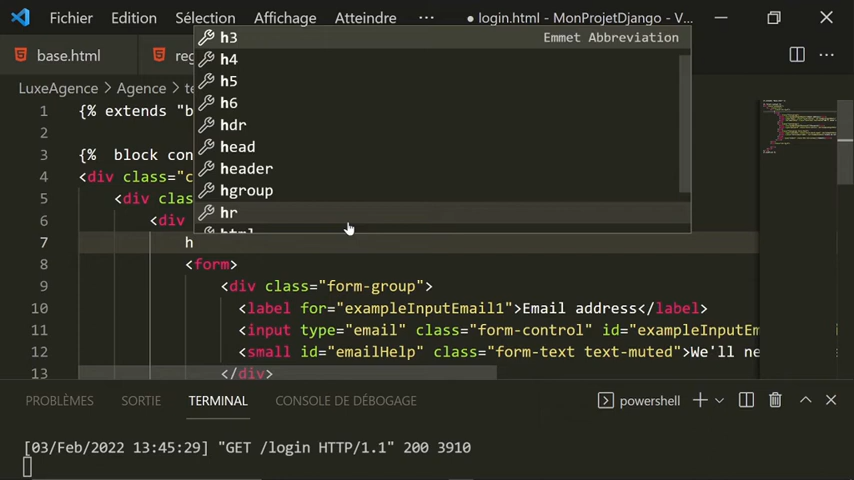 Fichier Edition Sélection Affichage Atteindre ··· ● login.html - MonProjetDjango - V...
base.html reg
LuxeAgence > Agence > te
h3 Emmet Abbreviation
h4
h5
h6
hdr
head
header
hgroup
hr
html
1 {% extends "b
2
3 {% block con
4 <div class="c
5 <div clas
6 <div
7 h
8 <form>
9 <div class="form-group">
10 <label for="exampleInputEmail1">Email address</label>
11 <input type="email" class="form-control" id="exampleInputEm
12 <small id="emailHelp" class="form-text text-muted">We'll ne
13 </div>
PROBLÈMES SORTIE TERMINAL CONSOLE DE DÉBOGAGE powershell
[03/Feb/2022 13:45:29] "GET /login HTTP/1.1" 200 3910